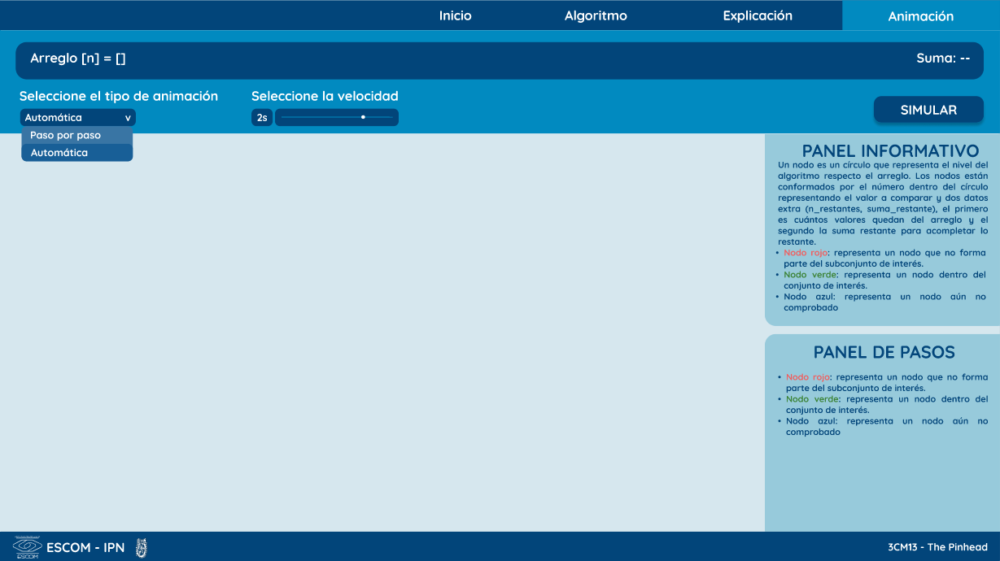 Inicio
Algoritmo
Explicación
Animación
Arreglo [n] = []
Suma: --
Seleccione el tipo de animación
Seleccione la velocidad
Automática v
2s
SIMULAR
Paso por paso
Automática
PANEL INFORMATIVO
Un nodo es un círculo que representa el nivel del
algoritmo respecto el arreglo. Los nodos están
conformados por el número dentro del círculo
representando el valor a comparar y dos datos
extra (n_restantes, suma_restante), el primero
es cuántos valores quedan del arreglo y el
segundo la suma restante para acompletar lo
restante.
• Nodo rojo: representa un nodo que no forma
parte del subconjunto de interés.
• Nodo verde: representa un nodo dentro del
conjunto de interés.
• Nodo azul: representa un nodo aún no
comprobado
PANEL DE PASOS
• Nodo rojo: representa un nodo que no forma
parte del subconjunto de interés.
• Nodo verde: representa un nodo dentro del
conjunto de interés.
• Nodo azul: representa un nodo aún no
comprobado
ESCOM
ESCOM - IPN
3CM13 - The Pinhead